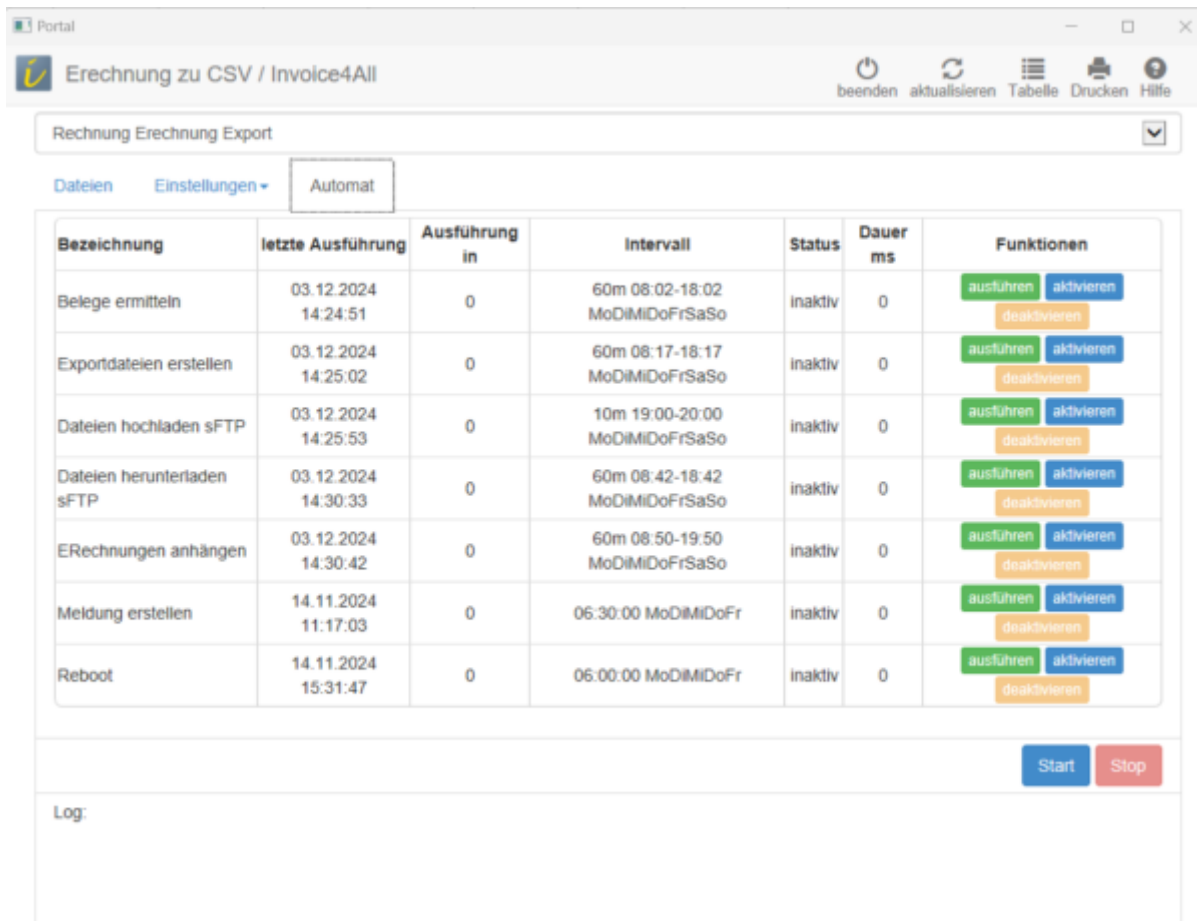 Portal
Erechnung zu CSV / Invoice4All
beenden aktualisieren Tabelle Drucken Hilfe
Rechnung Erechnung Export
Dateien Einstellungen Automat
Bezeichnung letzte Ausführung Ausführung in Intervall Status Dauer ms Funktionen
Belege ermitteln 03.12.2024 14:24:51 0 60m 08:02-18:02 MoDiMiDoFrSaSo inaktiv 0 ausführen aktivieren deaktivieren
Exportdateien erstellen 03.12.2024 14:25:02 0 60m 08:17-18:17 MoDiMiDoFrSaSo inaktiv 0 ausführen aktivieren deaktivieren
Dateien hochladen sFTP 03.12.2024 14:25:53 0 10m 19:00-20:00 MoDiMiDoFrSaSo inaktiv 0 ausführen aktivieren deaktivieren
Dateien herunterladen sFTP 03.12.2024 14:30:33 0 60m 08:42-18:42 MoDiMiDoFrSaSo inaktiv 0 ausführen aktivieren deaktivieren
ERechnungen anhängen 03.12.2024 14:30:42 0 60m 08:50-19:50 MoDiMiDoFrSaSo inaktiv 0 ausführen aktivieren deaktivieren
Meldung erstellen 14.11.2024 11:17:03 0 06:30:00 MoDiMiDoFr inaktiv 0 ausführen aktivieren deaktivieren
Reboot 14.11.2024 15:31:47 0 06:00:00 MoDiMiDoFr inaktiv 0 ausführen aktivieren deaktivieren
Start Stop
Log: